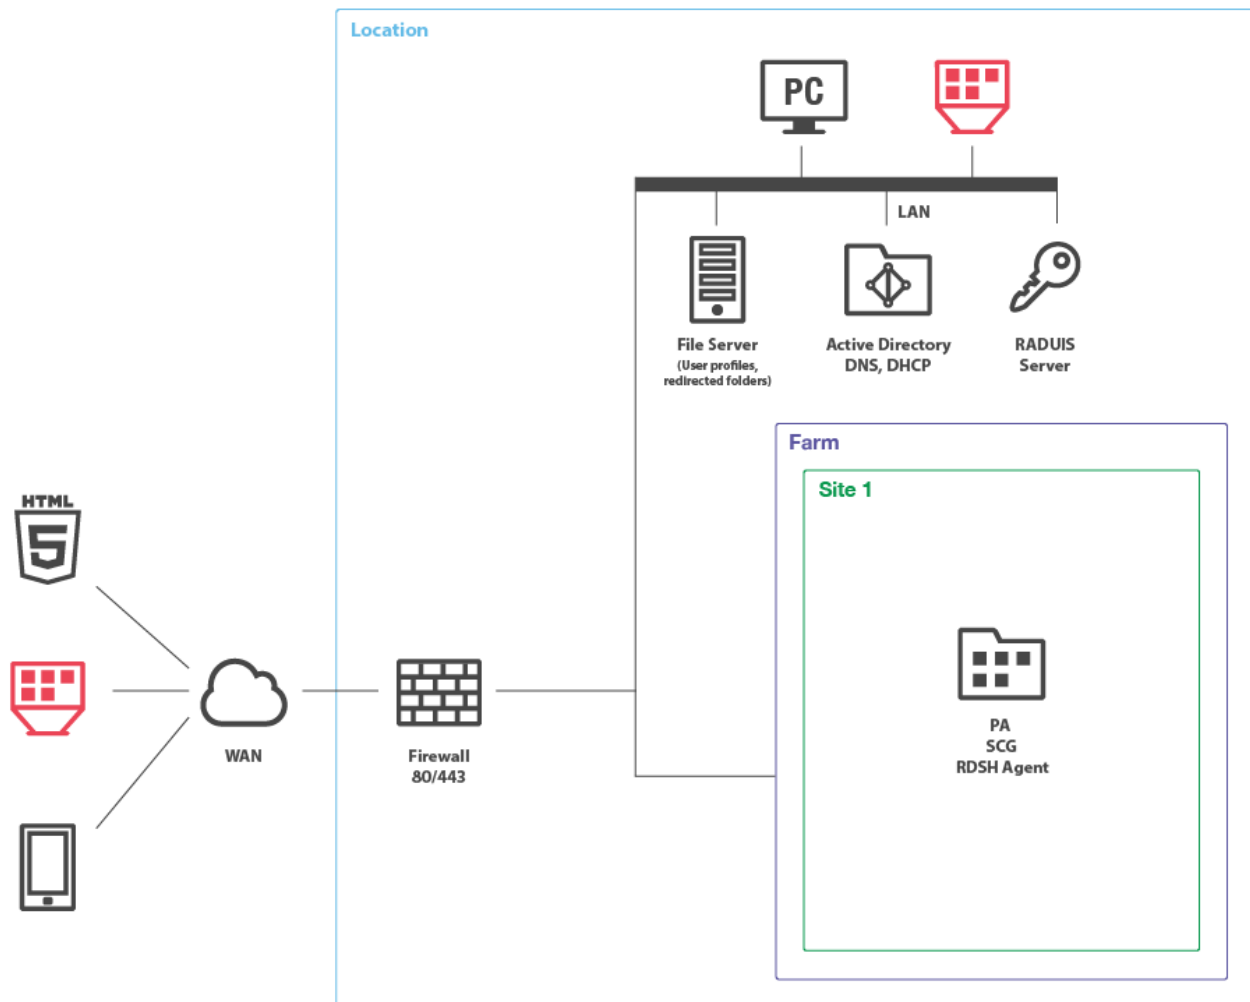 Location
PC
LAN
File Server
(User profiles,
redirected folders)
Active Directory
DNS, DHCP
RADUIS
Server
Farm
Site 1
HTML
5
WAN
Firewall
80/443
PA
SCG
RDSH Agent